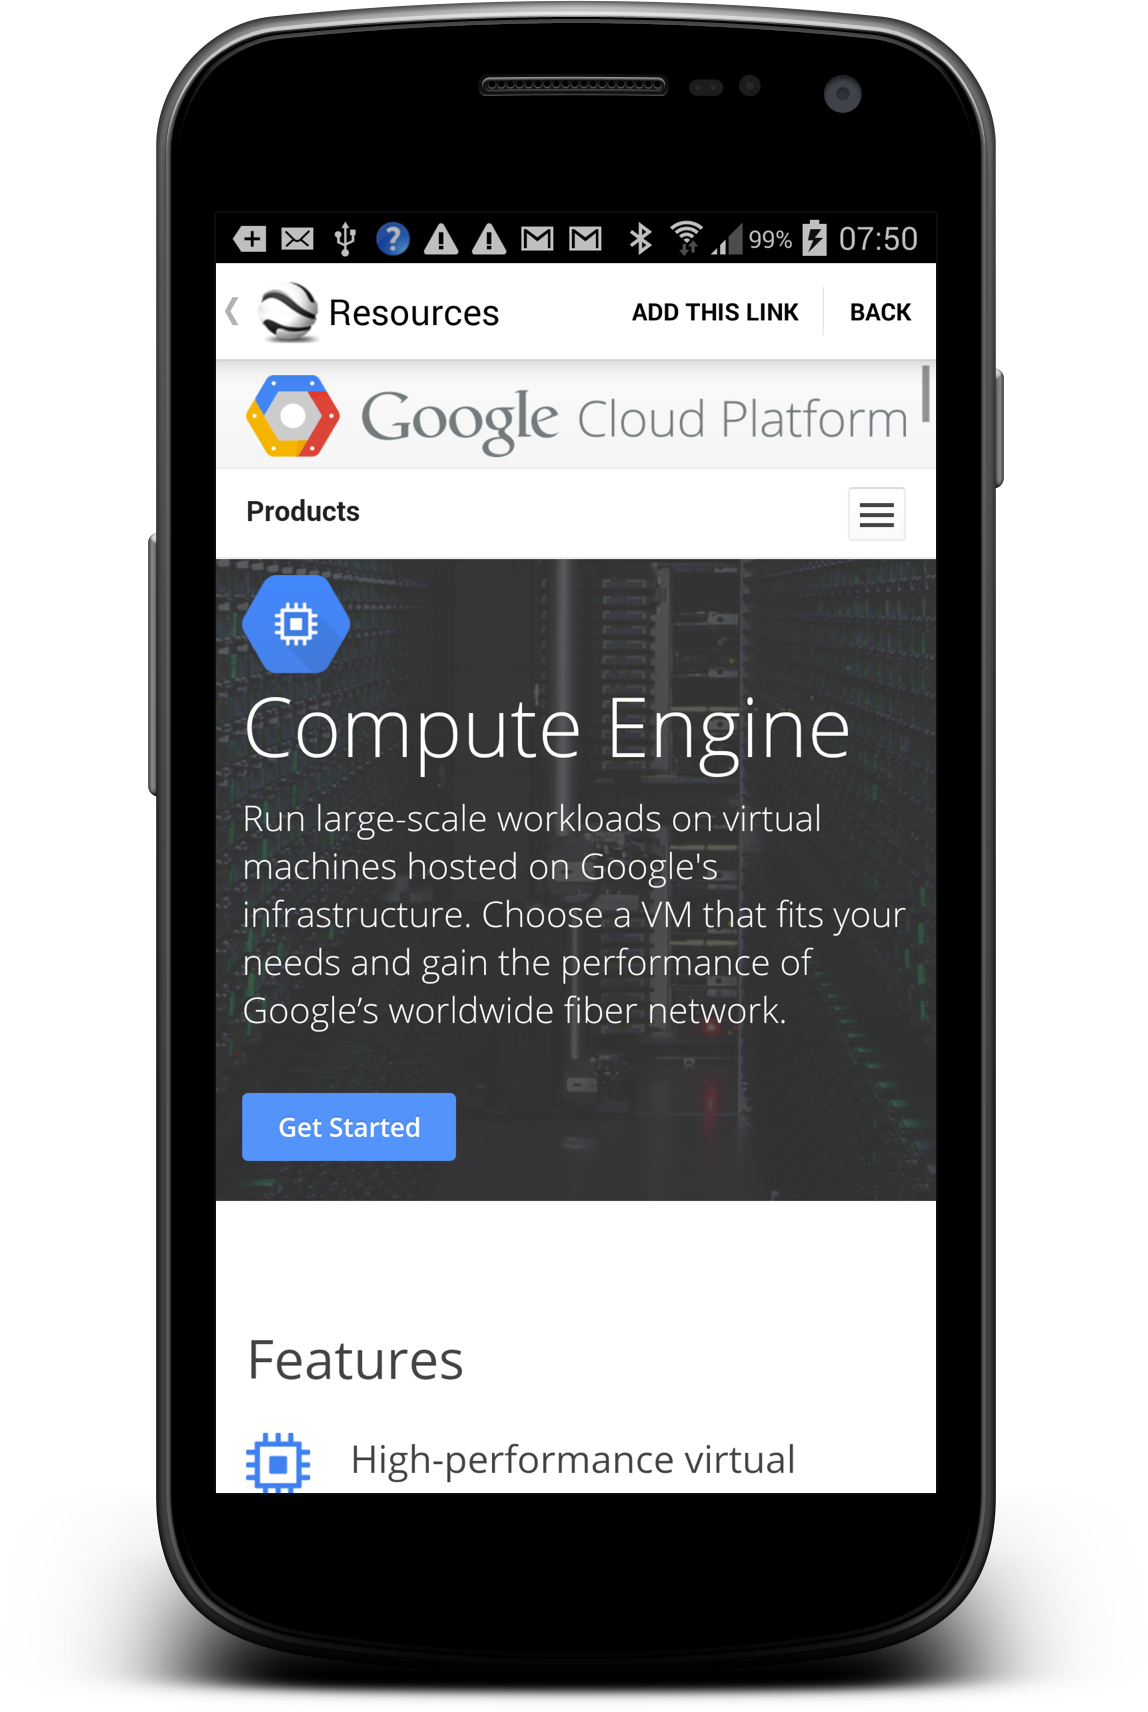 99% 07:50
Resources ADD THIS LINK BACK
Google Cloud Platform
Products
Compute Engine
Run large-scale workloads on virtual
machines hosted on Google's
infrastructure. Choose a VM that fits your
needs and gain the performance of
Google’s worldwide fiber network.
Get Started
Features
High-performance virtual